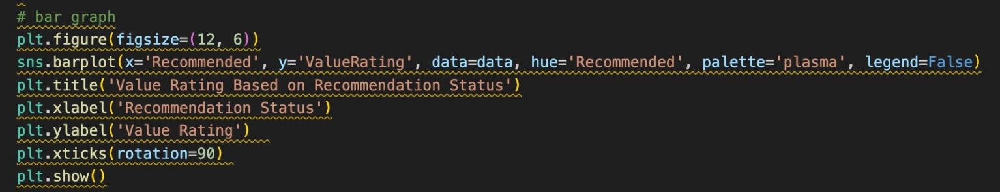 # bar graph
plt.figure(figsize=(12, 6))
sns.barplot(x='Recommended', y='ValueRating', data=data, hue='Recommended', palette='plasma', legend=False)
plt.title('Value Rating Based on Recommendation Status')
plt.xlabel('Recommendation Status')
plt.ylabel('Value Rating')
plt.xticks(rotation=90)
plt.show()